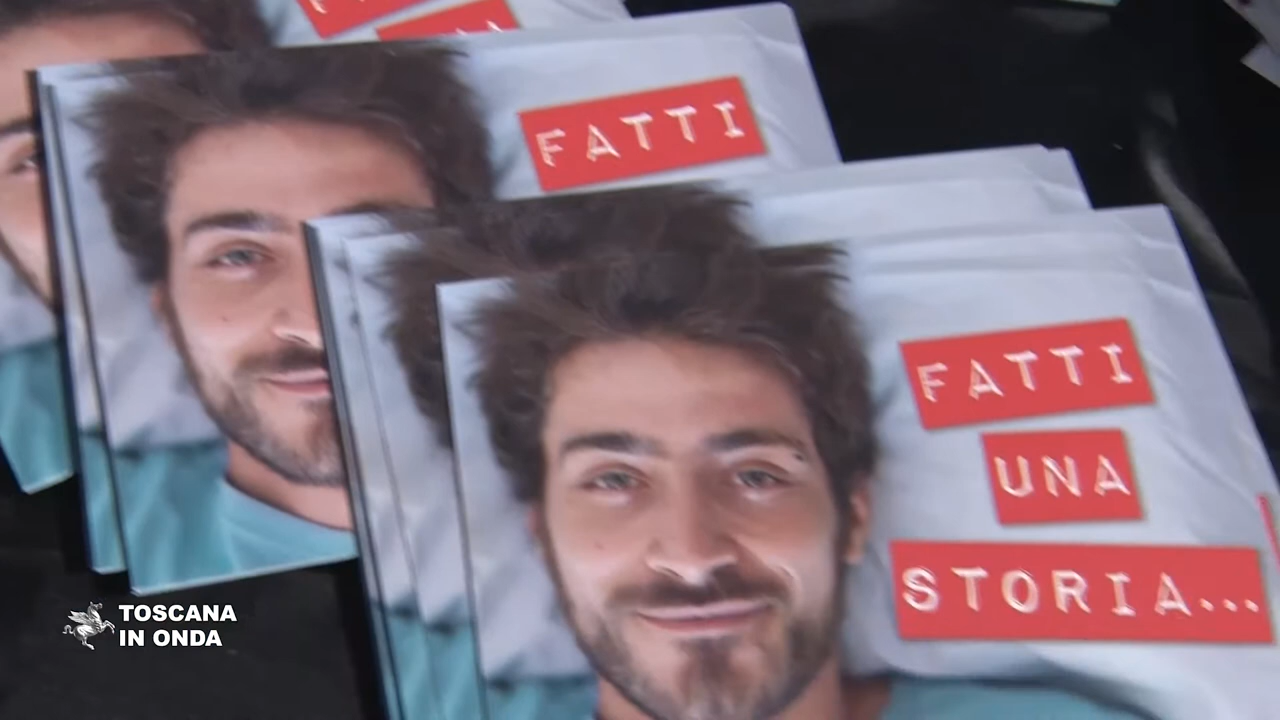 FATTI
FATTI
UNA
STORIA...
TOSCANA
IN ONDA